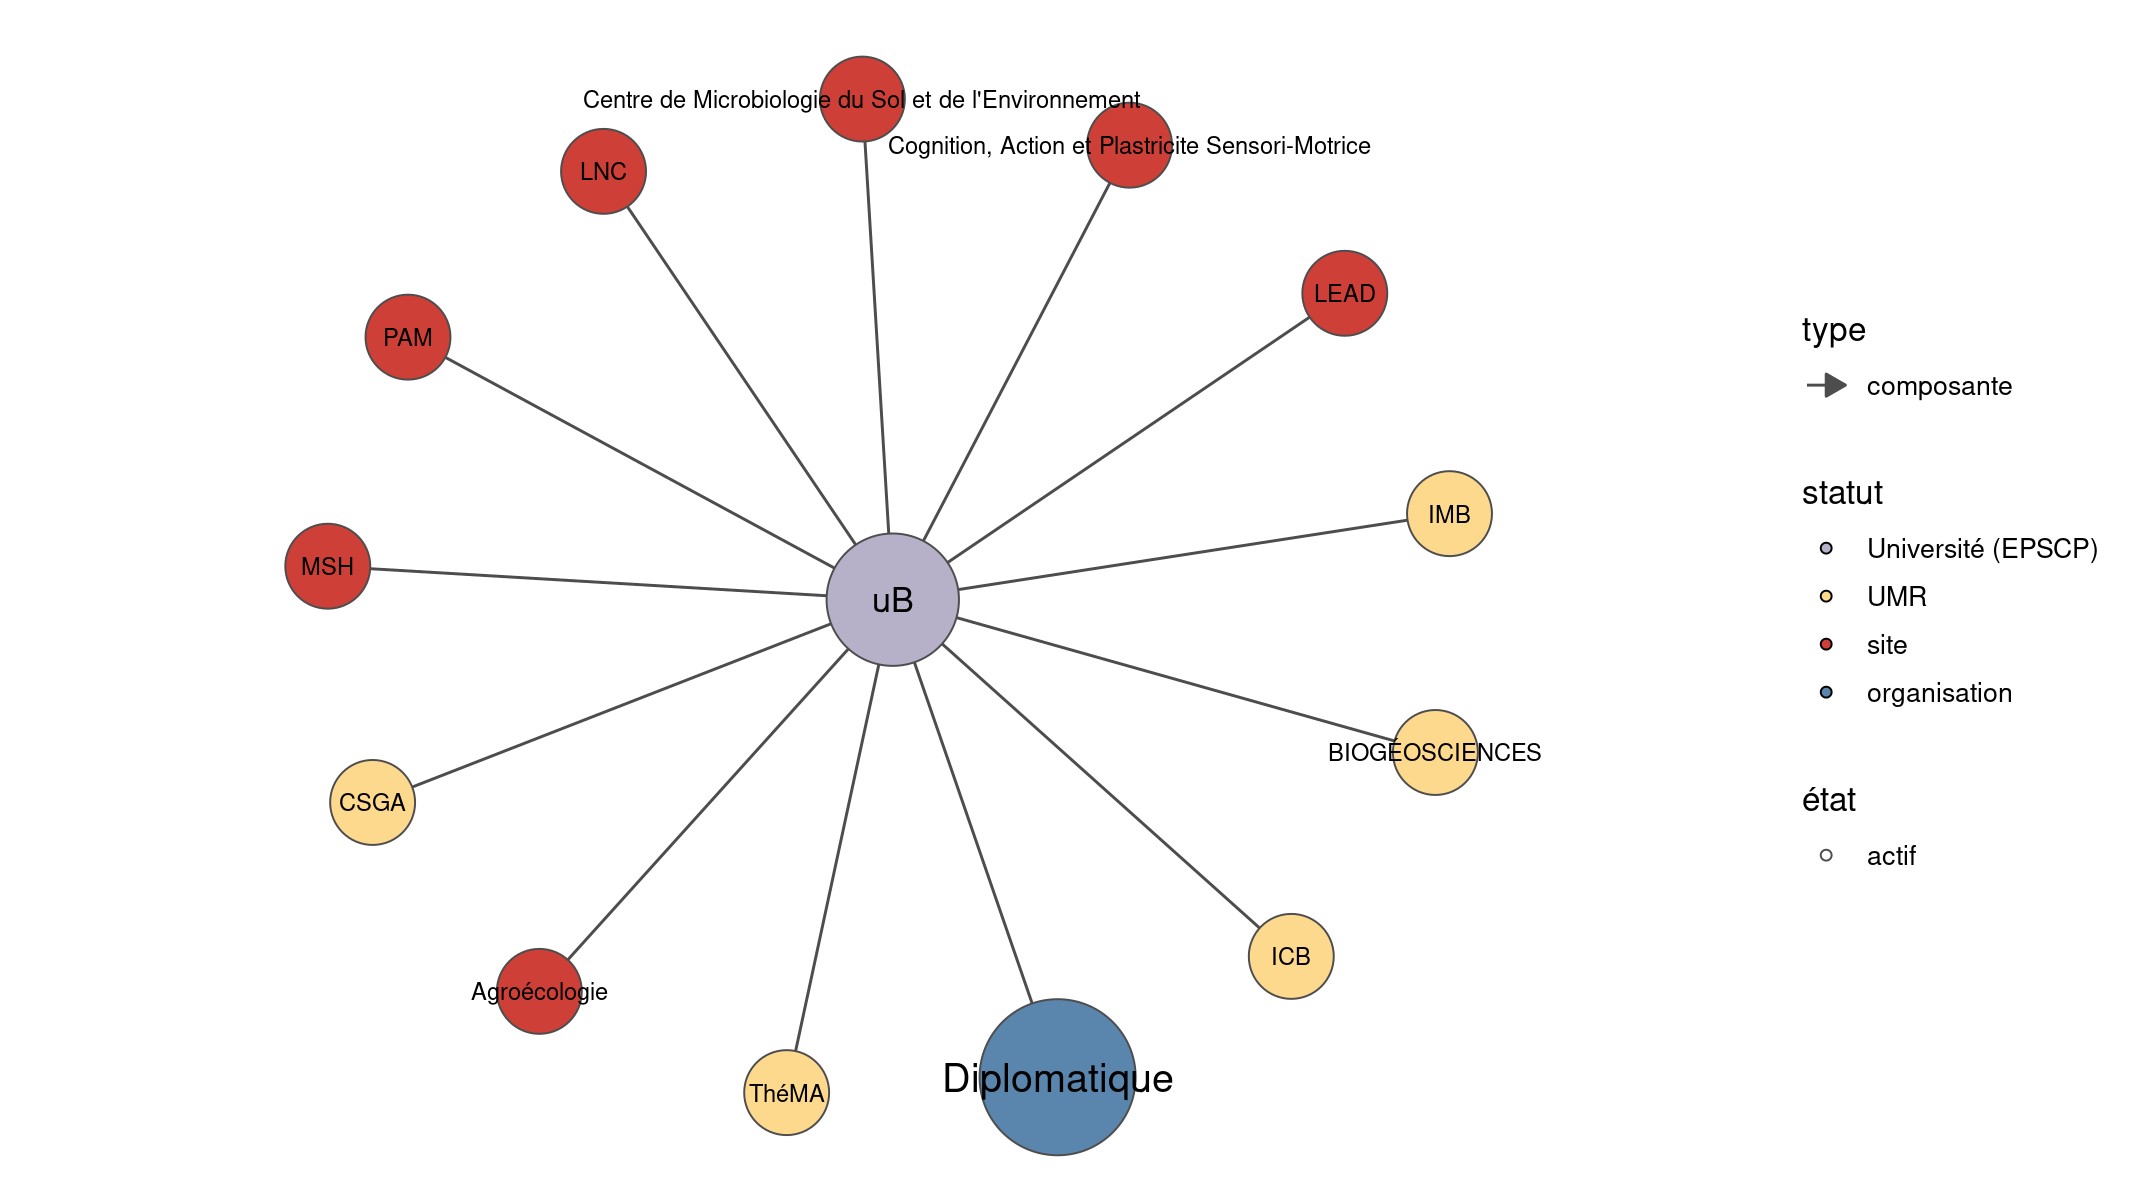 Centre de Microbiologie du Sol et de l'Environnement
Cognition, Action et Plastricite Sensori-Motrice
LNC
LEAD
PAM
IMB
MSH
uB
BIOGÉOSCIENCES
CSGA
ICB
Agroécologie
Diplomatique
ThéMA
type
composante
statut
Université (EPSCP)
UMR
site
organisation
état
actif